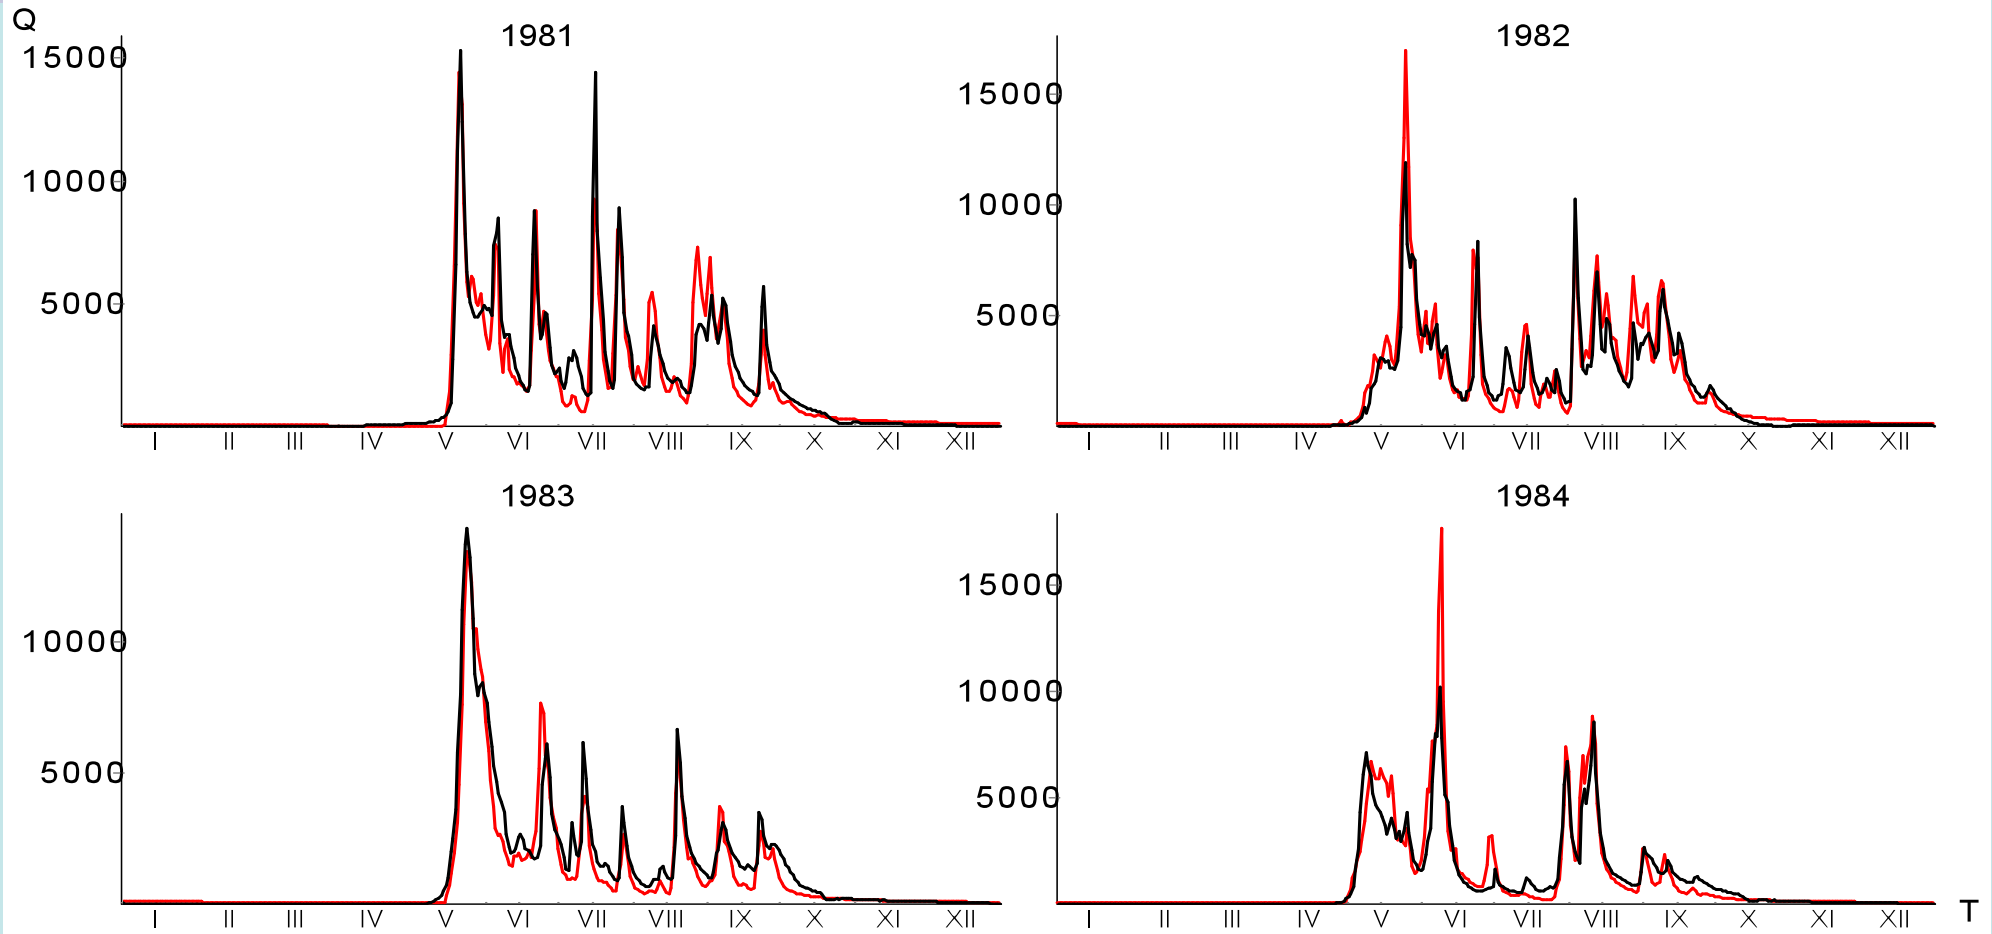 Q
1981
15000
10000
5000
I II III IV V VI VII VIII IX X XI XII
1982
15000
10000
5000
I II III IV V VI VII VIII IX X XI XII
1983
10000
5000
I II III IV V VI VII VIII IX X XI XII
1984
15000
10000
5000
I II III IV V VI VII VIII IX X XI XII
T